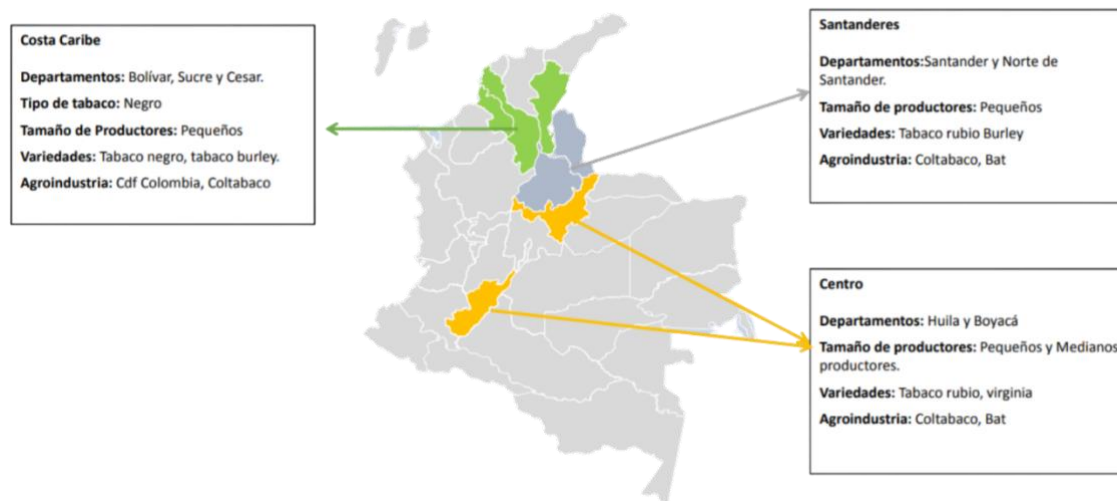 Costa Caribe
Departamentos: Bolívar, Sucre y Cesar.
Tipo de tabaco: Negro
Tamaño de Productores: Pequeños
Variedades: Tabaco negro, tabaco burley.
Agroindustria: Cdf Colombia, Coltabaco
Santanderes
Departamentos:Santander y Norte de
Santander.
Tamaño de productores: Pequeños
Variedades: Tabaco rubio Burley
Agroindustria: Coltabaco, Bat
Centro
Departamentos: Huila y Boyacá
Tamaño de productores: Pequeños y Medianos
productores.
Variedades: Tabaco rubio, virginia
Agroindustria: Coltabaco, Bat